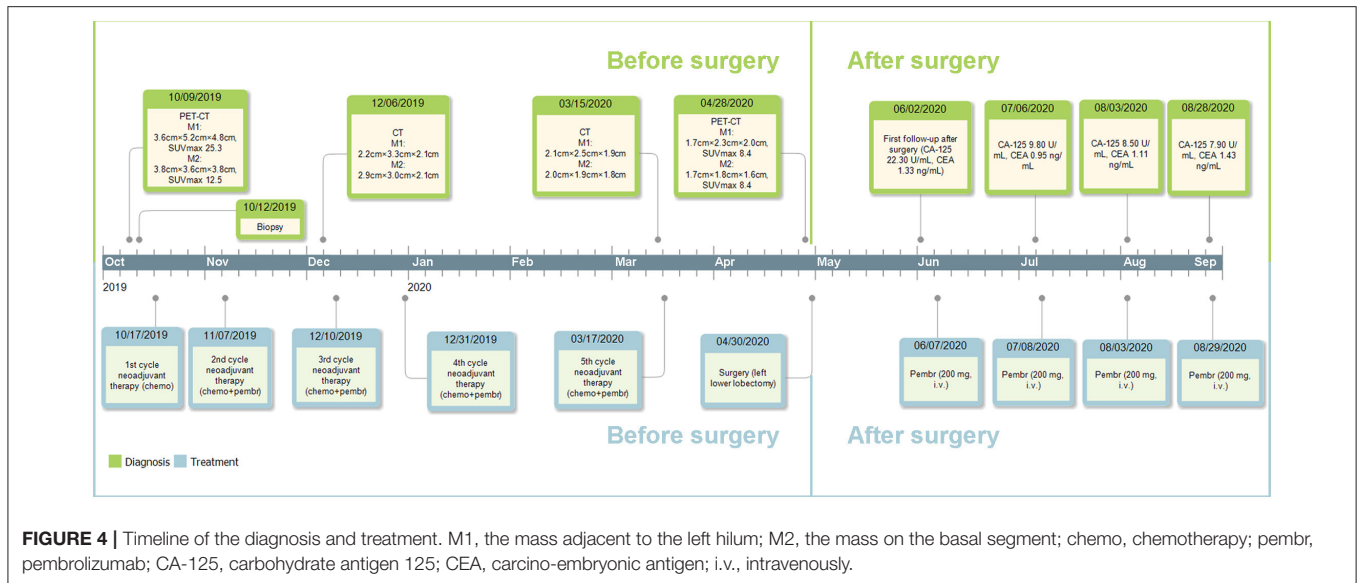 Before surgery
After surgery
10/09/2019
PET-CT
M1:
3.6cm×5.2cm×4.8cm,
SUVmax 25.3
M2:
3.8cm×3.6cm×3.8cm,
SUVmax 12.5
10/12/2019
Biopsy
12/06/2019
CT
M1:
2.2cm×3.3cm×2.1cm
M2:
2.9cm×3.0cm×2.1cm
03/15/2020
CT
M1:
2.1cm×2.5cm×1.9cm
M2:
2.0cm×1.9cm×1.8cm
04/28/2020
PET-CT
M1:
1.7cm×2.3cm×2.0cm,
SUVmax 8.4
M2:
1.7cm×1.8cm×1.6cm,
SUVmax 8.4
06/02/2020
First follow-up after
surgery (CA-125
22.30 U/mL, CEA
1.33 ng/mL)
07/06/2020
CA-125 9.80 U/
mL, CEA 0.95 ng/
mL
08/03/2020
CA-125 8.50 U/
mL, CEA 1.11
ng/mL
08/28/2020
CA-125 7.90 U/
mL, CEA 1.43
ng/mL
Oct Nov Dec Jan Feb Mar Apr May Jun Jul Aug Sep
2019 2020
10/17/2019
1st cycle
neoadjuvant
therapy (chemo)
11/07/2019
2nd cycle
neoadjuvant
therapy
(chemo+pembr)
12/10/2019
3rd cycle
neoadjuvant
therapy
(chemo+pembr)
12/31/2019
4th cycle
neoadjuvant
therapy
(chemo+pembr)
03/17/2020
5th cycle
neoadjuvant
therapy
(chemo+pembr)
04/30/2020
Surgery (left
lower lobectomy)
06/07/2020
Pembr (200 mg,
i.v.)
07/08/2020
Pembr (200 mg,
i.v.)
08/03/2020
Pembr (200 mg,
i.v.)
08/29/2020
Pembr (200 mg,
i.v.)
Before surgery
After surgery
Diagnosis Treatment
FIGURE 4 | Timeline of the diagnosis and treatment. M1, the mass adjacent to the left hilum; M2, the mass on the basal segment; chemo, chemotherapy; pembr,
pembrolizumab; CA-125, carbohydrate antigen 125; CEA, carcino-embryonic antigen; i.v., intravenously.